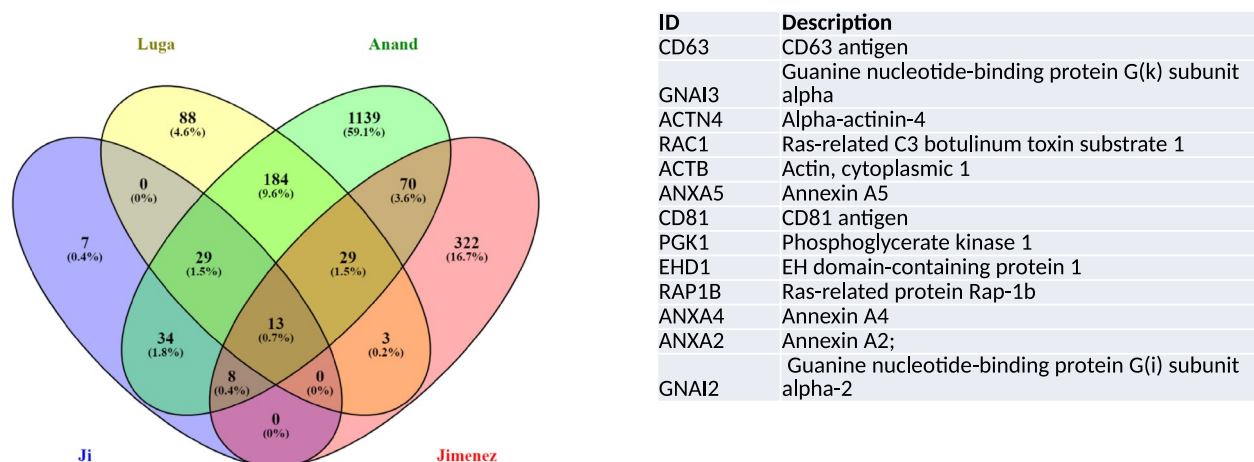 Luga
Anand
88
(4.6%)
1139
(59.1%)
0
(0%)
184
(9.6%)
70
(3.6%)
7
(0.4%)
29
(1.5%)
29
(1.5%)
322
(16.7%)
34
(1.8%)
13
(0.7%)
3
(0.2%)
8
(0.4%)
0
(0%)
0
(0%)
Ji
Jimenez
ID Description
CD63 CD63 antigen
Guanine nucleotide-binding protein G(k) subunit
GNAI3 alpha
ACTN4 Alpha-actinin-4
RAC1 Ras-related C3 botulinum toxin substrate 1
ACTB Actin, cytoplasmic 1
ANXA5 Annexin A5
CD81 CD81 antigen
PGK1 Phosphoglycerate kinase 1
EHD1 EH domain-containing protein 1
RAP1B Ras-related protein Rap-1b
ANXA4 Annexin A4
ANXA2 Annexin A2;
Guanine nucleotide-binding protein G(i) subunit
GNAI2 alpha-2